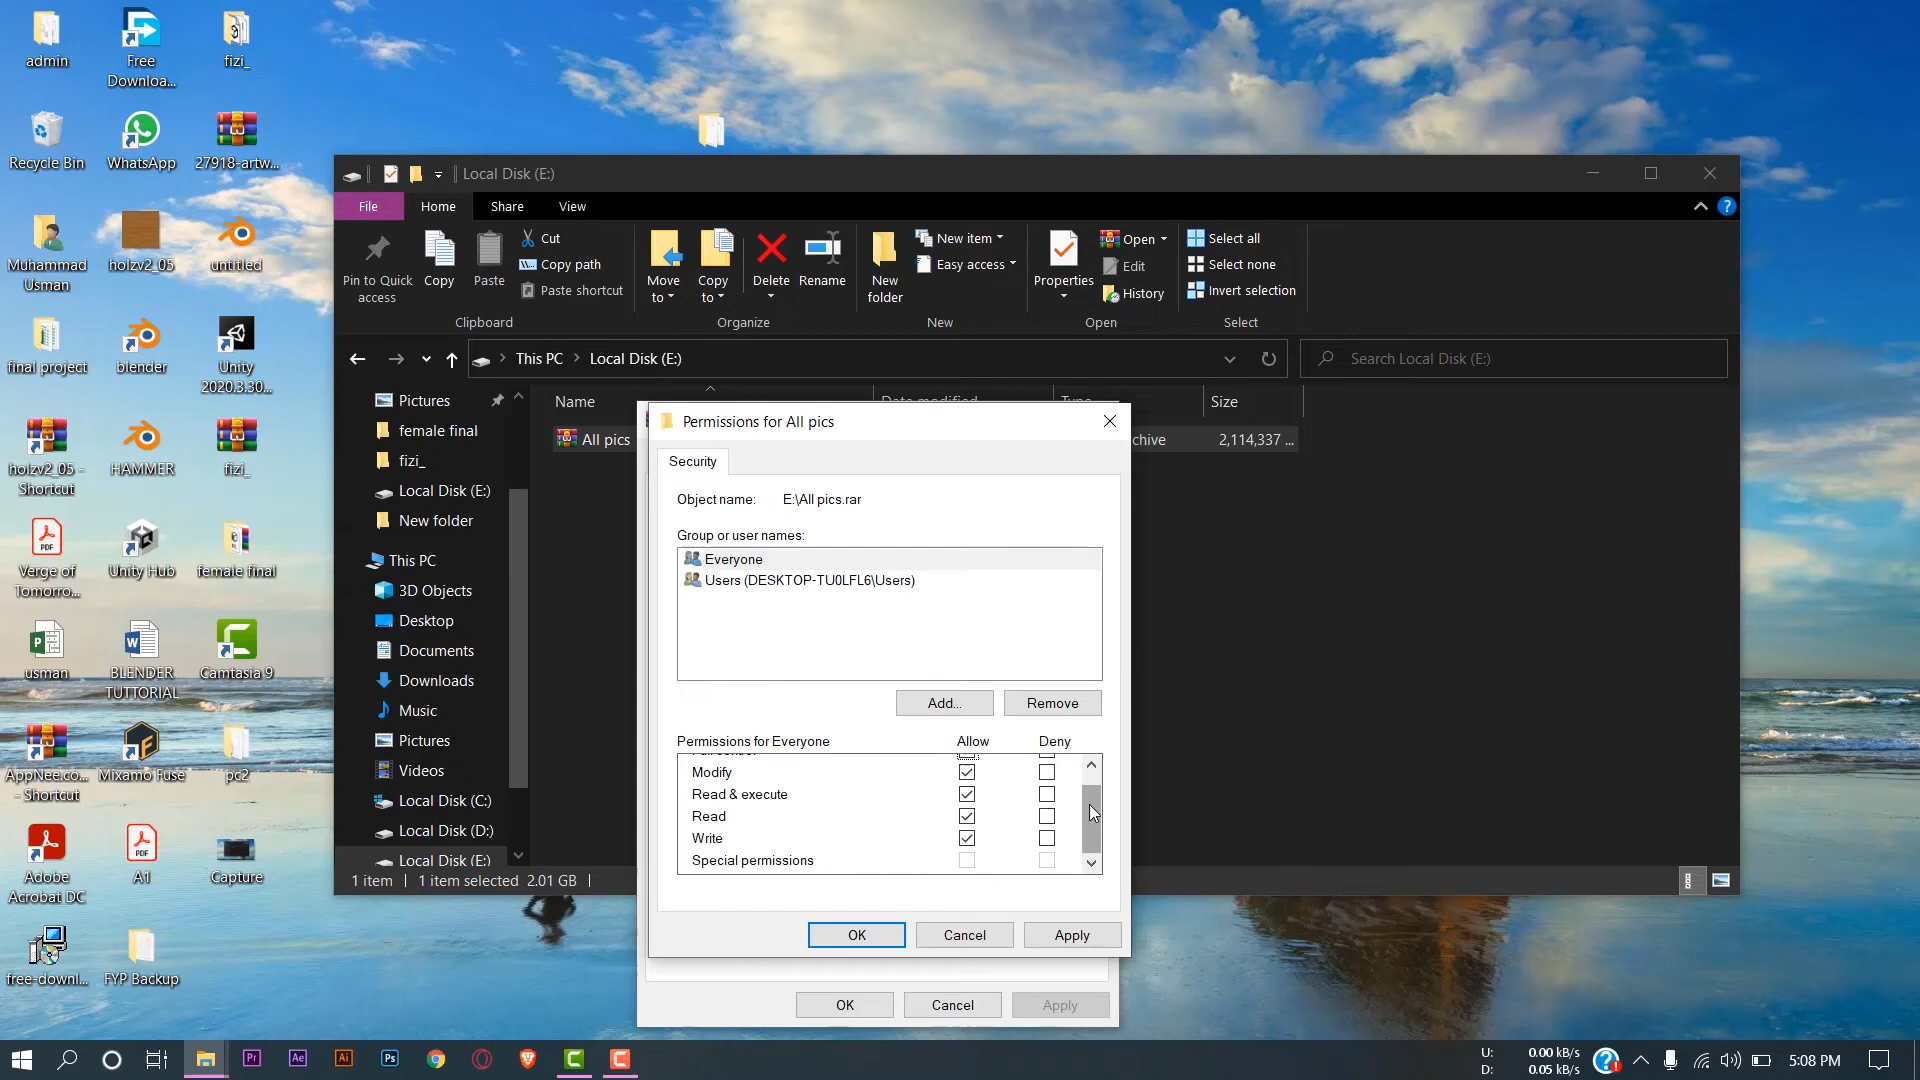 admin
Free
Downloa...
fizi_
Recycle Bin
WhatsApp
27918-artw...
Muhammad
Usman
holzv2_05
untitled
final project
blender
Unity
2020.3.30...
holzv2_05 -
Shortcut
HAMMER
fizi_
Verge of
Tomorro...
Unity Hub
female final
usman
BLENDER
TUTTORIAL
Camtasia 9
AppNee.co...
- Shortcut
Mixamo Fuse
pc2
Adobe
Acrobat DC
A1
Capture
free-downl...
FYP Backup
Local Disk (E:)
File
Home
Share
View
Pin to Quick
access
Copy
Paste
Cut
Copy path
Paste shortcut
Clipboard
Move
to
Copy
to
Delete
Rename
Organize
New
folder
New item
Easy access
New
Properties
Open
Edit
History
Open
Select all
Select none
Invert selection
Select
This PC
Local Disk (E:)
Search Local Disk (E:)
Pictures
female final
fizi_
Local Disk (E:)
New folder
This PC
3D Objects
Desktop
Documents
Downloads
Music
Pictures
Videos
Local Disk (C:)
Local Disk (D:)
Local Disk (E:)
Name
Date modified
Type
Size
All pics
chive
2,114,337 ...
1 item
1 item selected 2.01 GB
Permissions for All pics
Security
Object name: E:\All pics.rar
Group or user names:
Everyone
Users (DESKTOP-TU0LFL6\Users)
Add...
Remove
Permissions for Everyone
Allow
Deny
Modify
Read & execute
Read
Write
Special permissions
OK
Cancel
Apply
OK
Cancel
Apply
Pr
Ae
Ai
Ps
U: 0.00 kB/s
D: 0.05 kB/s
5:08 PM